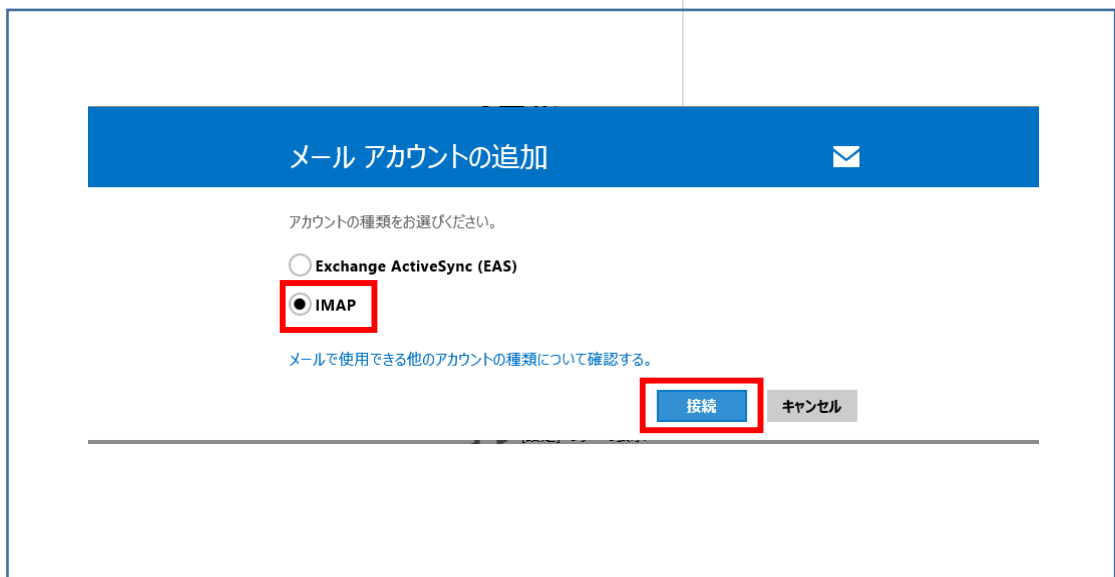 メール アカウントの追加
アカウントの種類をお選びください。
Exchange ActiveSync (EAS)
IMAP
メールで使用できる他のアカウントの種類について確認する。
接続 キャンセル